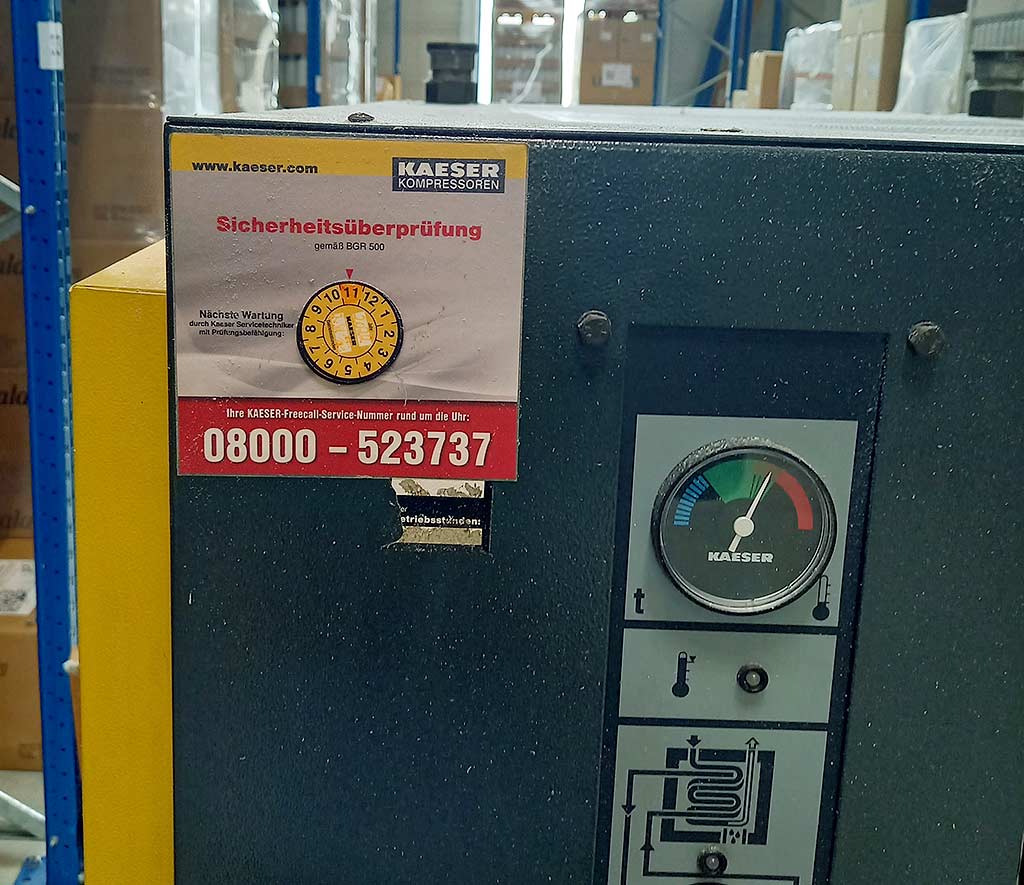 www.kaeser.com
KAESER
KOMPRESSOREN
Sicherheitsüberprüfung
gemäß BGR 500
Nächste Wartung
durch Kaeser Servicetechniker
mit Prüfungsbefähigung:
1 2 3 4 5 6 7 8 9 10 11 12
Ihre KAESER-Freecall-Service-Nummer rund um die Uhr:
08000 – 523737
etriebsstunden:
KAESER
t